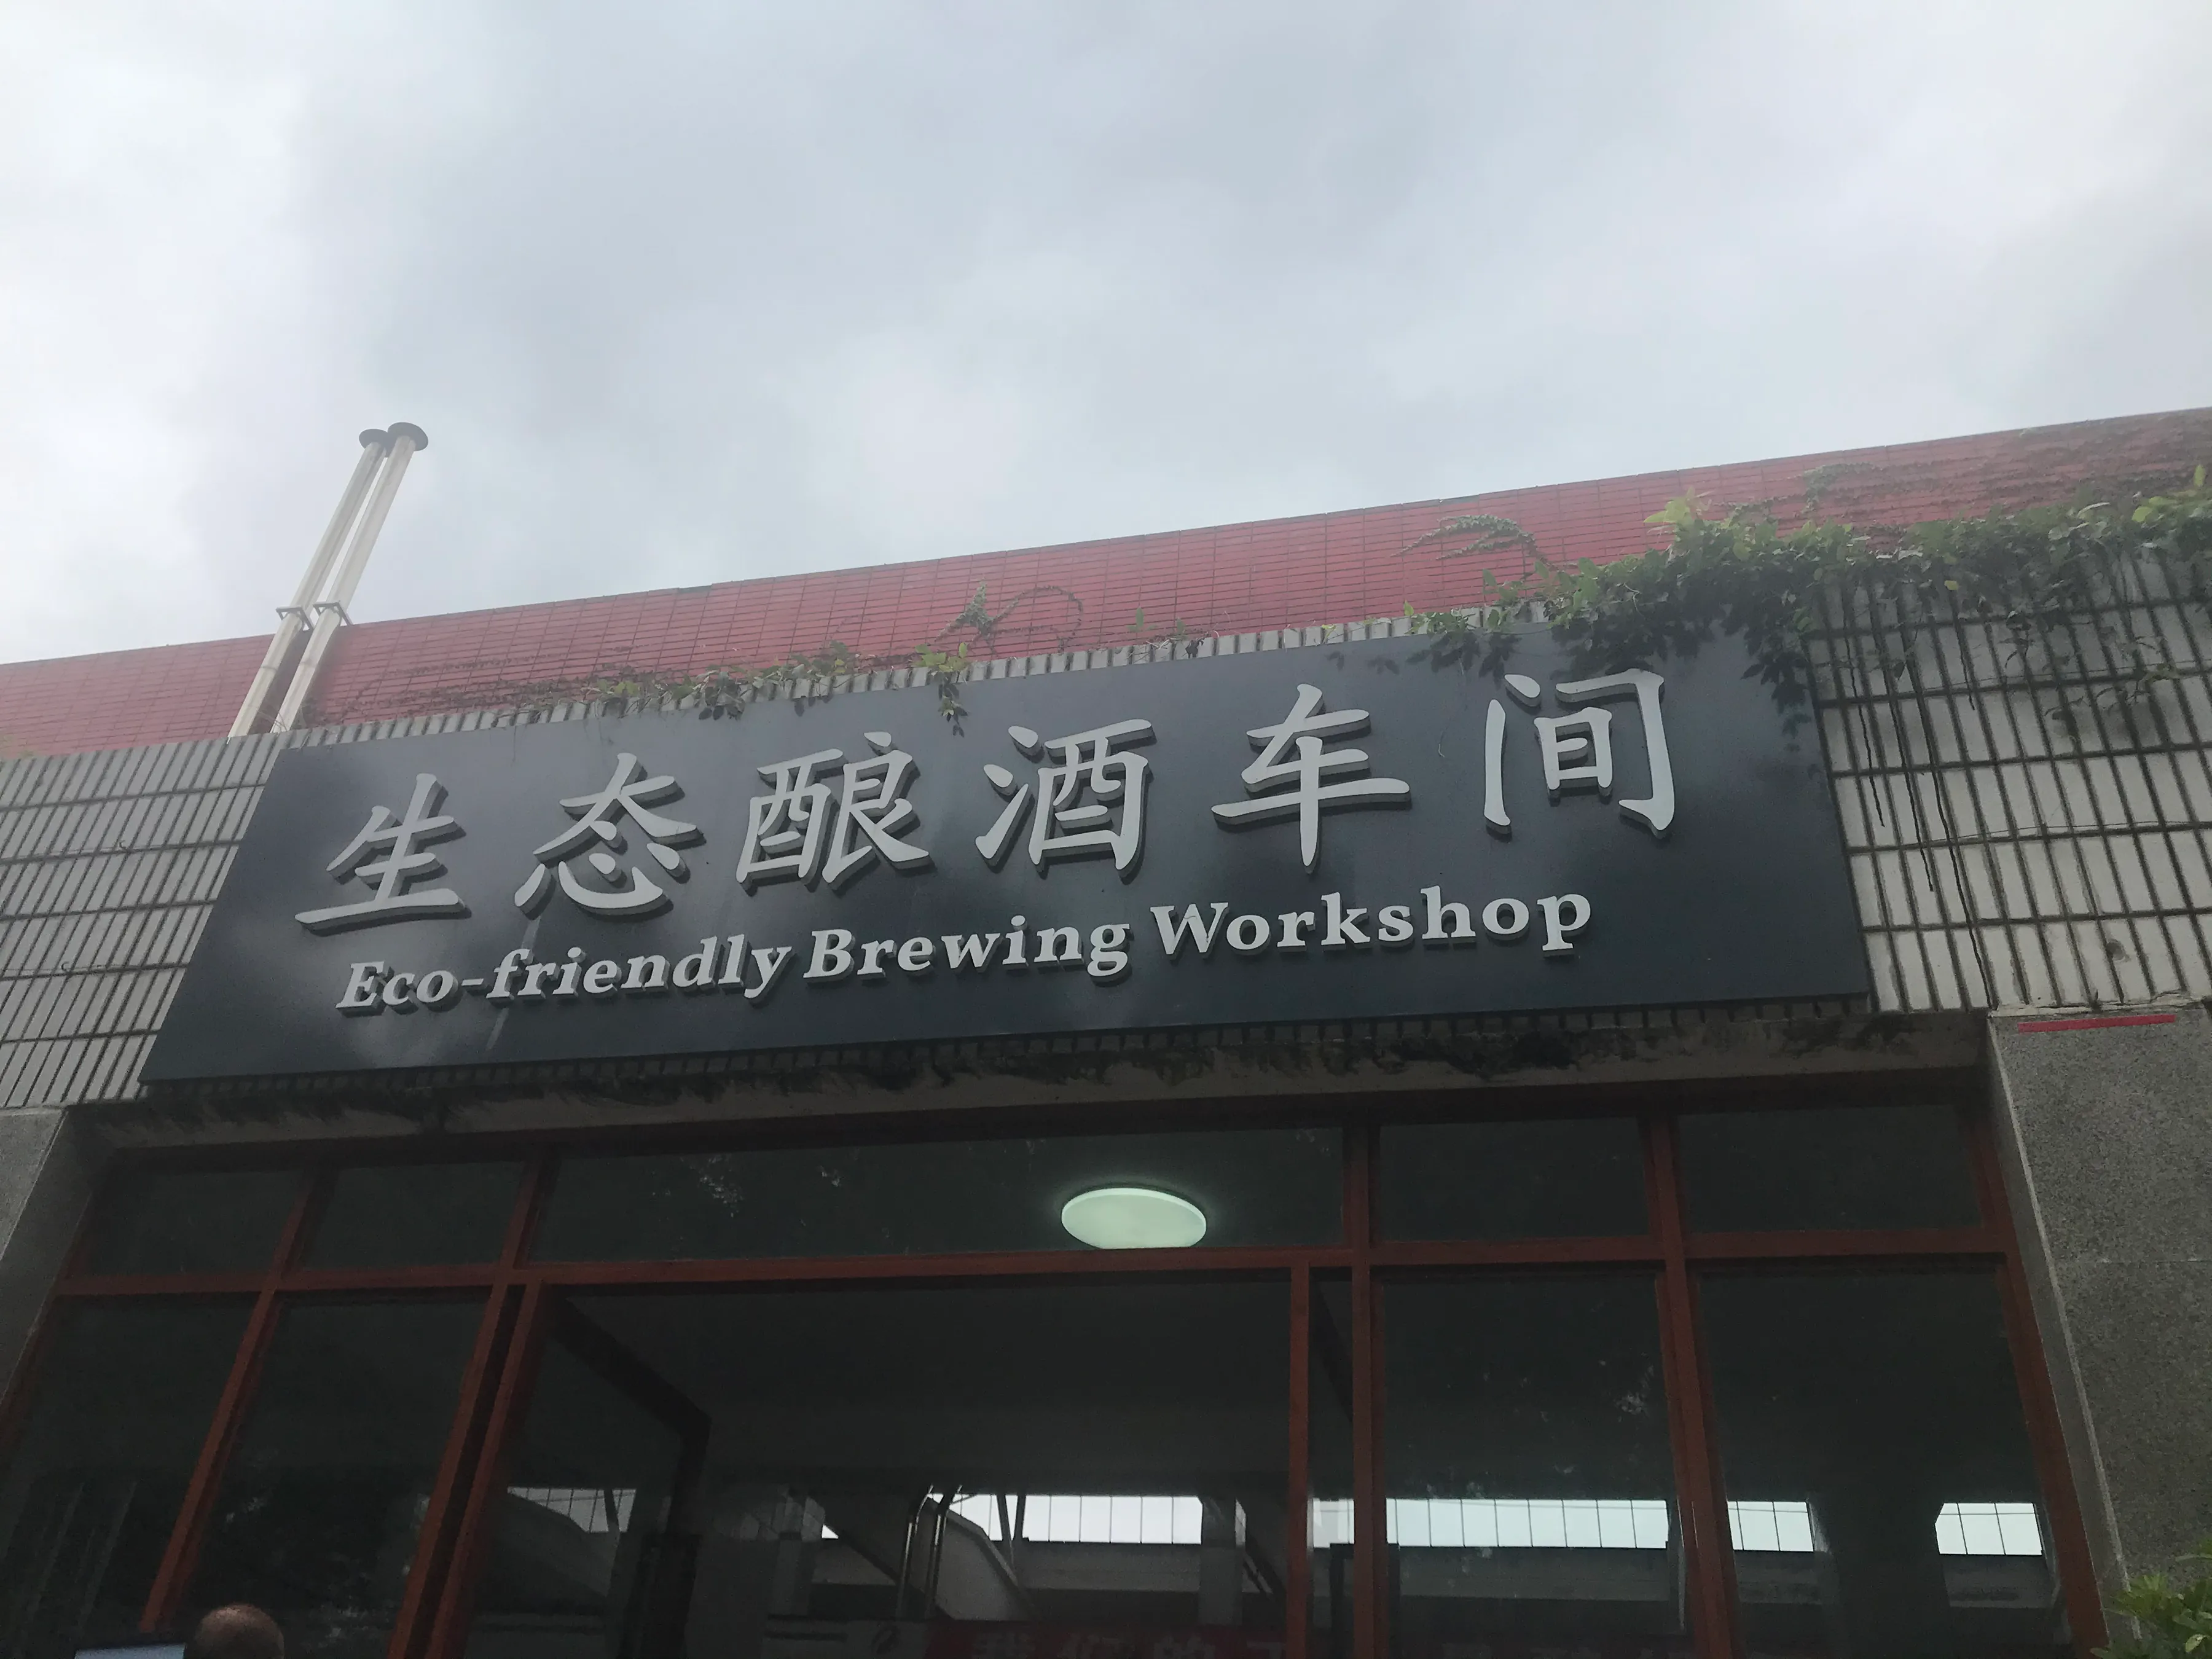 生态酿酒车间
Eco-friendly Brewing Workshop